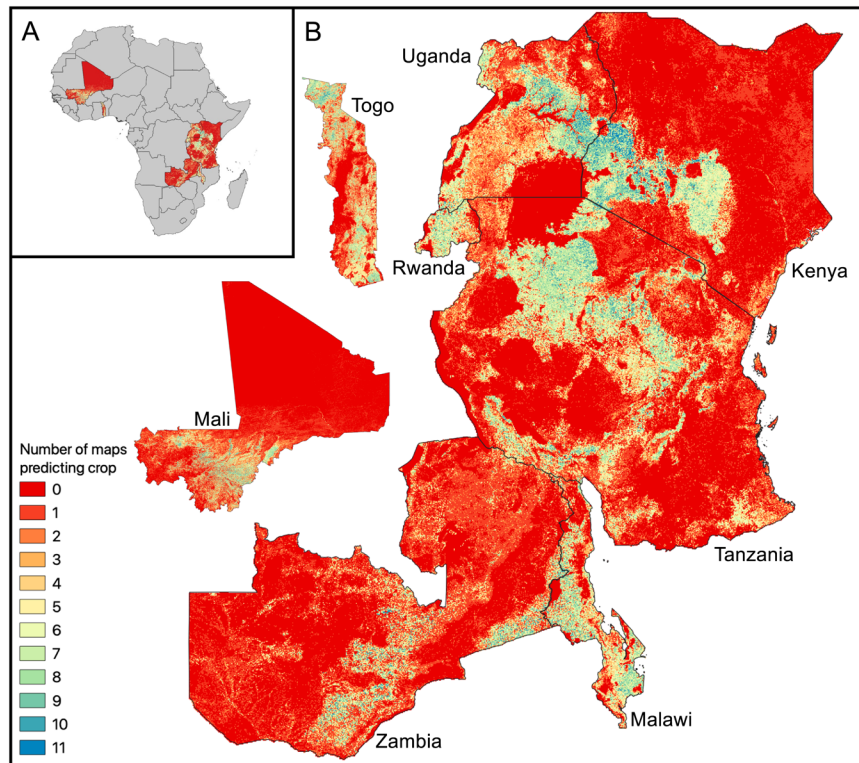 A
B
Uganda
Togo
Rwanda
Kenya
Mali
Number of maps
predicting crop
0
1
2
3
4
5
6
7
8
9
10
11
Tanzania
Malawi
Zambia